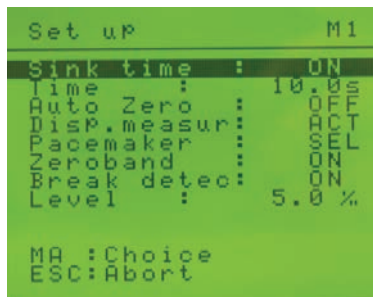 Set up M1
Sink time : ON
Time : 10.0s
Auto Zero : OFF
Disp.measur: ACT
Pacemaker : SEL
Zeroband : ON
Break detec: ON
Level : 5.0 %
MA :Choice
ESC:Abort